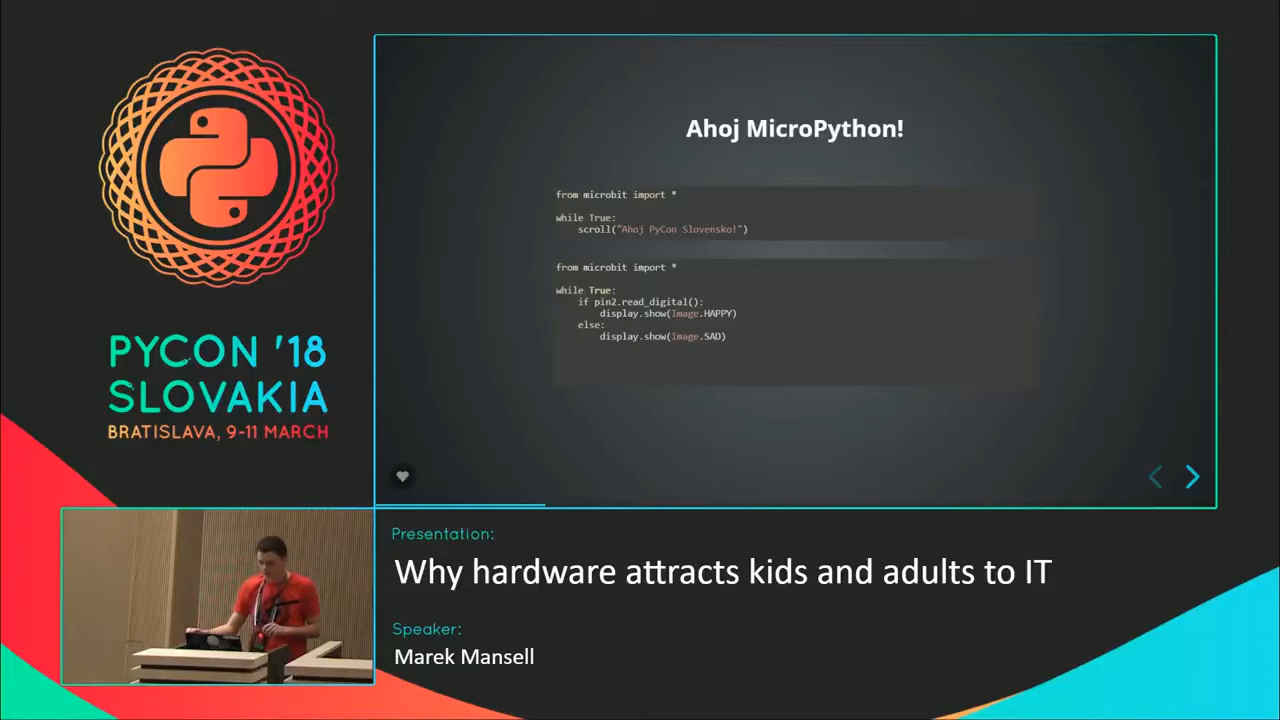 Ahoj MicroPython!
from microbit import *
while True:
scroll("Ahoj PyCon Slovensko!")
from microbit import *
while True:
if pin2.read_digital():
display.show(Image.HAPPY)
else:
display.show(Image.SAD)
PYCON '18
SLOVAKIA
BRATISLAVA, 9-11 MARCH
Presentation:
Why hardware attracts kids and adults to IT
Speaker:
Marek Mansell